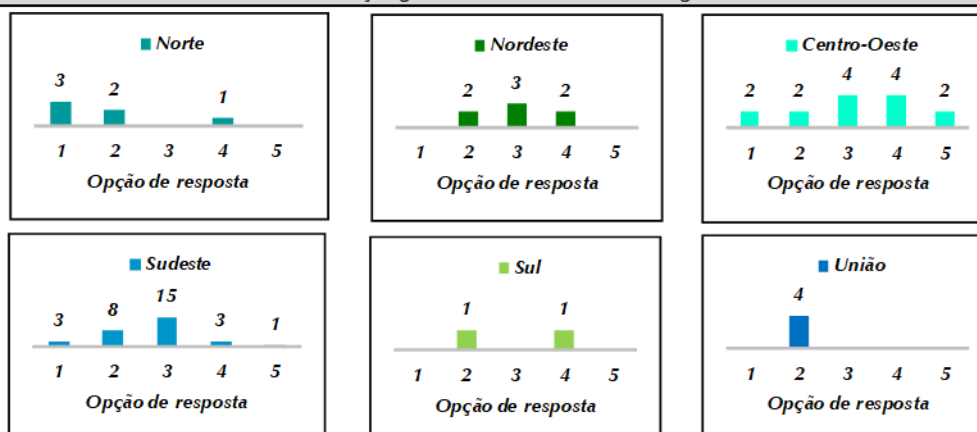 Norte
3 2 1
1 2 3 4 5
Opção de resposta
Nordeste
2 3 2
1 2 3 4 5
Opção de resposta
Centro-Oeste
2 2 4 4 2
1 2 3 4 5
Opção de resposta
Sudeste
3 8 15 3 1
1 2 3 4 5
Opção de resposta
Sul
1 1
1 2 3 4 5
Opção de resposta
União
4
1 2 3 4 5
Opção de resposta